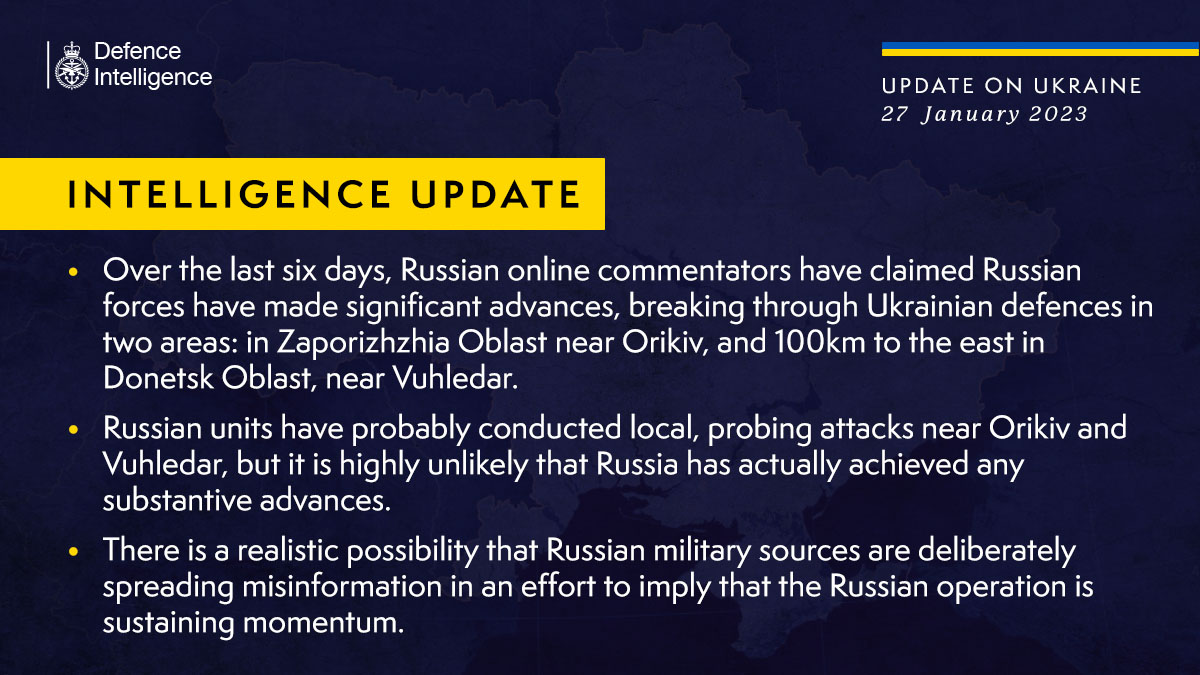 Defence
Intelligence
UPDATE ON UKRAINE
27 January 2023
INTELLIGENCE UPDATE
• Over the last six days, Russian online commentators have claimed Russian
forces have made significant advances, breaking through Ukrainian defences in
two areas: in Zaporizhzhia Oblast near Orikiv, and 100km to the east in
Donetsk Oblast, near Vuhledar.
• Russian units have probably conducted local, probing attacks near Orikiv and
Vuhledar, but it is highly unlikely that Russia has actually achieved any
substantive advances.
• There is a realistic possibility that Russian military sources are deliberately
spreading misinformation in an effort to imply that the Russian operation is
sustaining momentum.